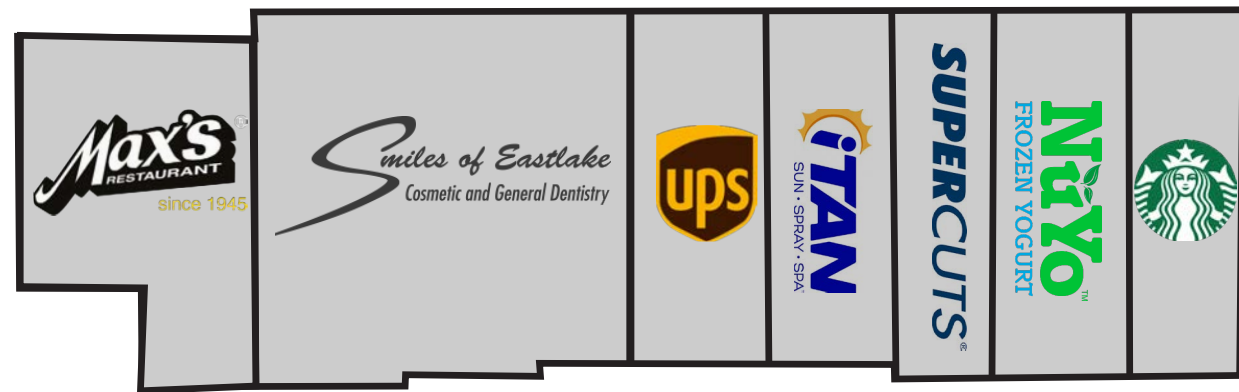 Max's
RESTAURANT
since 1945
Smiles of Eastlake
Cosmetic and General Dentistry
ups
iTAN
SUN • SPRAY • SPA
SUPERCUTS®
NuYo™
FROZEN YOGURT